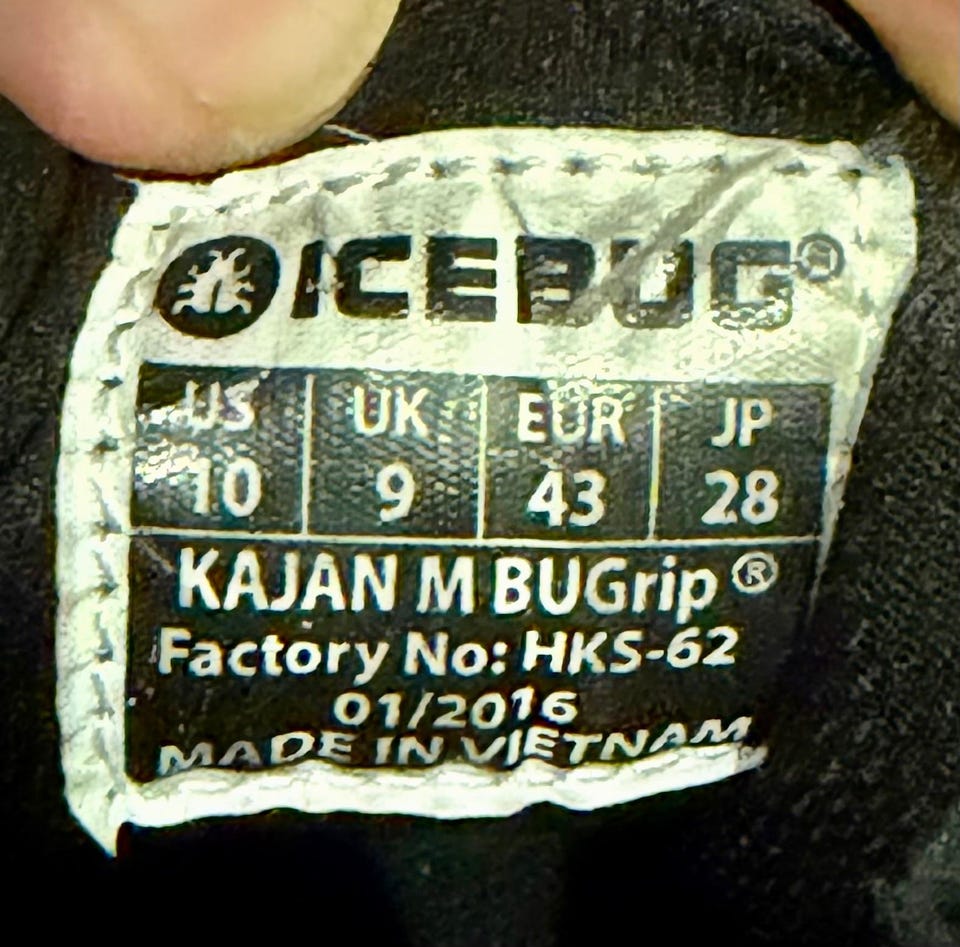 ICEBUG®
US UK EUR JP
10 9 43 28
KAJAN M BUGrip®
Factory No: HKS-62
01/2016
MADE IN VIETNAM